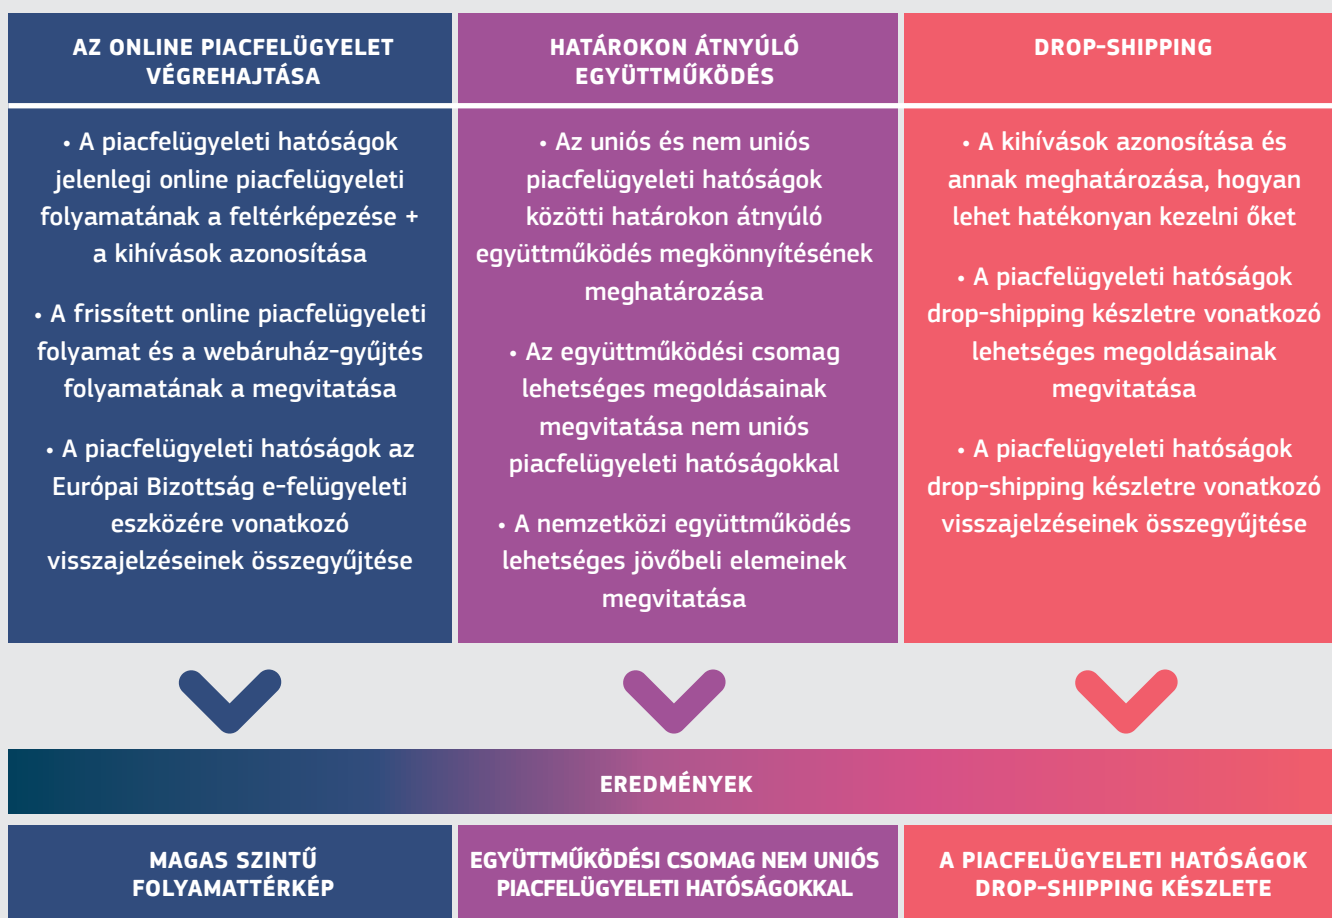 AZ ONLINE PIACFELÜGYELET
VÉGREHAJTÁSA
• A piacfelügyeleti hatóságok
jelenlegi online piacfelügyeleti
folyamatának a feltérképezése +
a kihívások azonosítása
• A frissített online piacfelügyeleti
folyamat és a webáruház-gyűjtés
folyamatának a megvitatása
• A piacfelügyeleti hatóságok az
Európai Bizottság e-felügyeleti
eszközére vonatkozó
visszajelzéseinek összegyűjtése
HATÁROKON ÁTNYÚLÓ
EGYÜTTMŰKÖDÉS
• Az uniós és nem uniós
piacfelügyeleti hatóságok
közötti határokon átnyúló
együttműködés megkönnyítésének
meghatározása
• Az együttműködési csomag
lehetséges megoldásainak
megvitatása nem uniós
piacfelügyeleti hatóságokkal
• A nemzetközi együttműködés
lehetséges jövőbeli elemeinek
megvitatása
DROP-SHIPPING
• A kihívások azonosítása és
annak meghatározása, hogyan
lehet hatékonyan kezelni őket
• A piacfelügyeleti hatóságok
drop-shipping készletre vonatkozó
lehetséges megoldásainak
megvitatása
• A piacfelügyeleti hatóságok
drop-shipping készletre vonatkozó
visszajelzéseinek összegyűjtése
EREDMÉNYEK
MAGAS SZINTŰ
FOLYAMATTÉRKÉP
EGYÜTTMŰKÖDÉSI CSOMAG NEM UNIÓS
PIACFELÜGYELETI HATÓSÁGOKKAL
A PIACFELÜGYELETI HATÓSÁGOK
DROP-SHIPPING KÉSZLETE